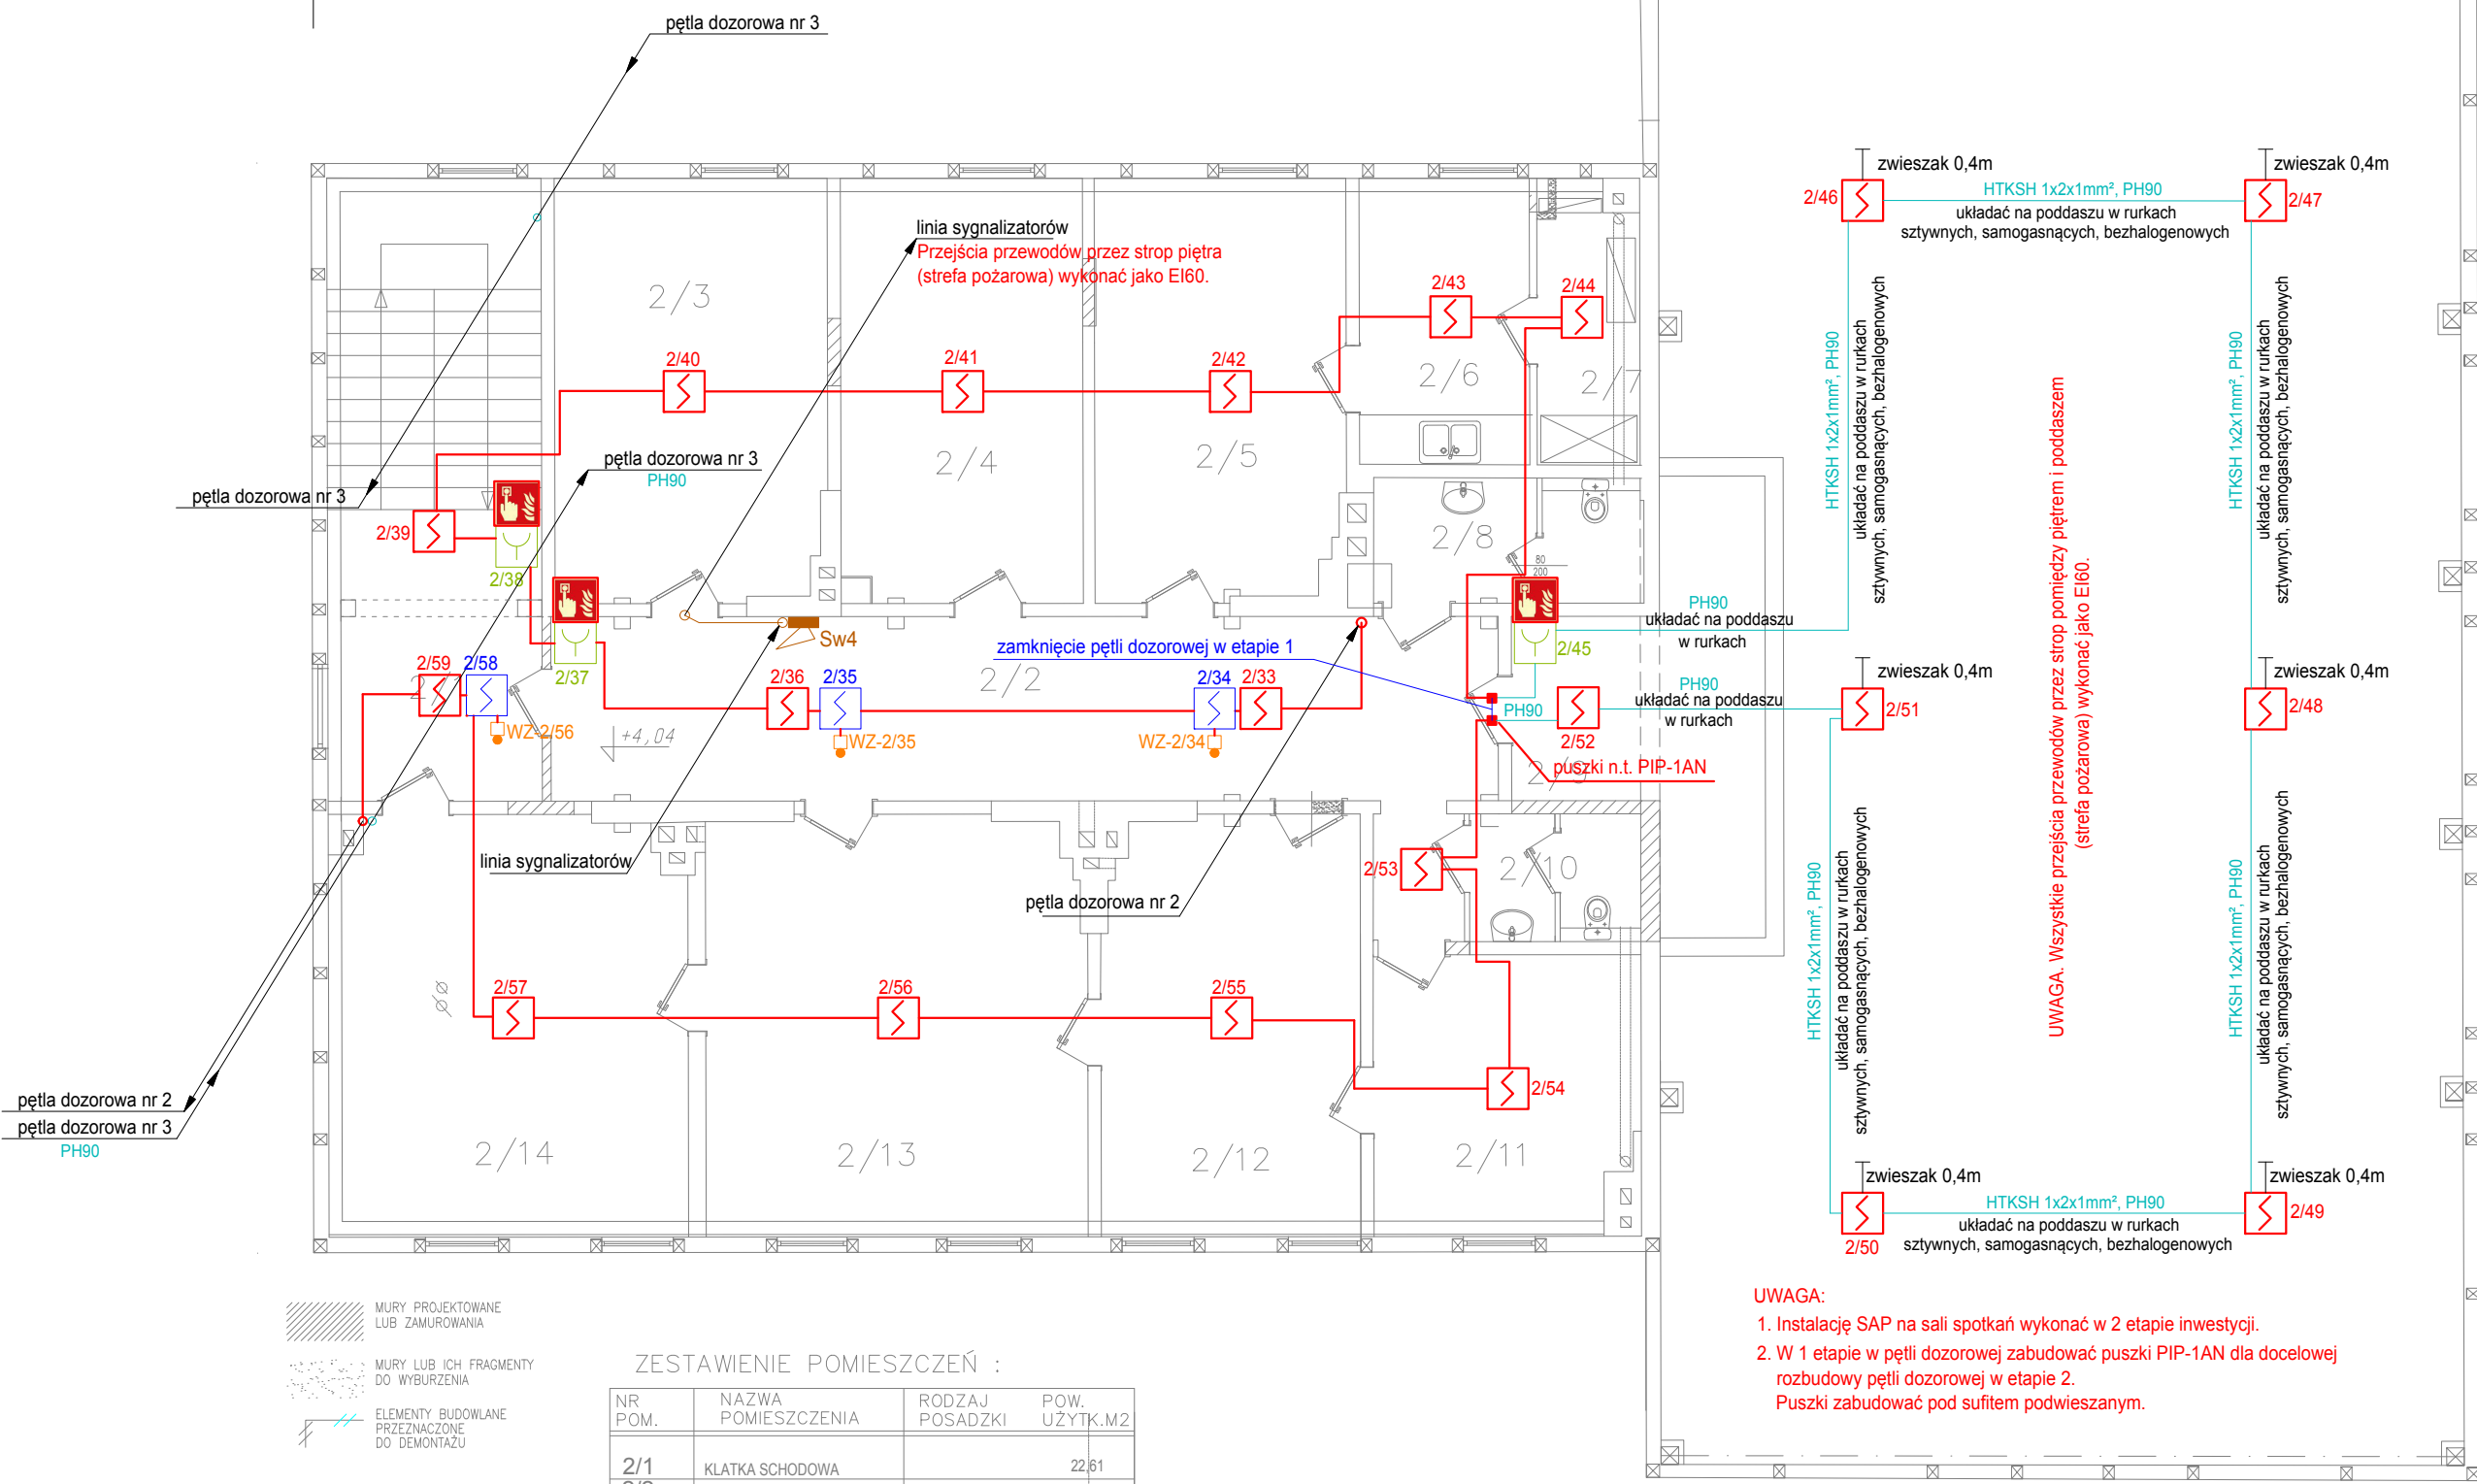 pętla dozorowa nr 3
zwieszak 0,4m
zwieszak 0,4m
2/46
HTKSH 1x2x1mm², PH90
2/47
układać na poddaszu w rurkach
sztywnych, samogasnących, bezhalogenowych
linia sygnalizatorów
Przejścia przewodów przez strop piętra
(strefa pożarowa) wykonać jako EI60.
2/3
2/43
2/44
2/40
2/41
2/42
2/6
2/7
HTKSH 1x2x1mm², PH90
układać na poddaszu w rurkach
sztywnych, samogasnących, bezhalogenowych
HTKSH 1x2x1mm², PH90
układać na poddaszu w rurkach
sztywnych, samogasnących, bezhalogenowych
UWAGA. Wszystkie przejścia przewodów przez strop pomiędzy piętrem i poddaszem
(strefa pożarowa) wykonać jako EI60.
pętla dozorowa nr 3
PH90
2/4
2/5
pętla dozorowa nr 3
2/39
2/38
2/8
80
200
PH90
układać na poddaszu
w rurkach
Sw4
zamknięcie pętli dozorowej w etapie 1
2/45
2/59
2/58
2/37
2/36
2/35
2/2
2/34
2/33
zwieszak 0,4m
zwieszak 0,4m
PH90
układać na poddaszu
w rurkach
PH90
2/51
2/48
WZ-2/56
+4,04
WZ-2/35
WZ-2/34
2/52
puszki n.t. PIP-1AN
2/9
linia sygnalizatorów
2/53
2/10
pętla dozorowa nr 2
HTKSH 1x2x1mm², PH90
układać na poddaszu w rurkach
sztywnych, samogasnących, bezhalogenowych
HTKSH 1x2x1mm², PH90
układać na poddaszu w rurkach
sztywnych, samogasnących, bezhalogenowych
2/57
2/56
2/55
2/54
pętla dozorowa nr 2
pętla dozorowa nr 3
PH90
2/14
2/13
2/12
2/11
zwieszak 0,4m
zwieszak 0,4m
HTKSH 1x2x1mm², PH90
2/49
2/50
układać na poddaszu w rurkach
sztywnych, samogasnących, bezhalogenowych
UWAGA:
1. Instalację SAP na sali spotkań wykonać w 2 etapie inwestycji.
2. W 1 etapie w pętli dozorowej zabudować puszki PIP-1AN dla docelowej
rozbudowy pętli dozorowej w etapie 2.
Puszki zabudować pod sufitem podwieszanym.
MURY PROJEKTOWANE
LUB ZAMUROWANIA
MURY LUB ICH FRAGMENTY
DO WYBURZENIA
ELEMENTY BUDOWLANE
PRZEZNACZONE
DO DEMONTAŻU
ZESTAWIENIE POMIESZCZEŃ :
NR POM. NAZWA POMIESZCZENIA RODZAJ POSADZKI POW. UŻYTK.M2
2/1 KLATKA SCHODOWA 22,61